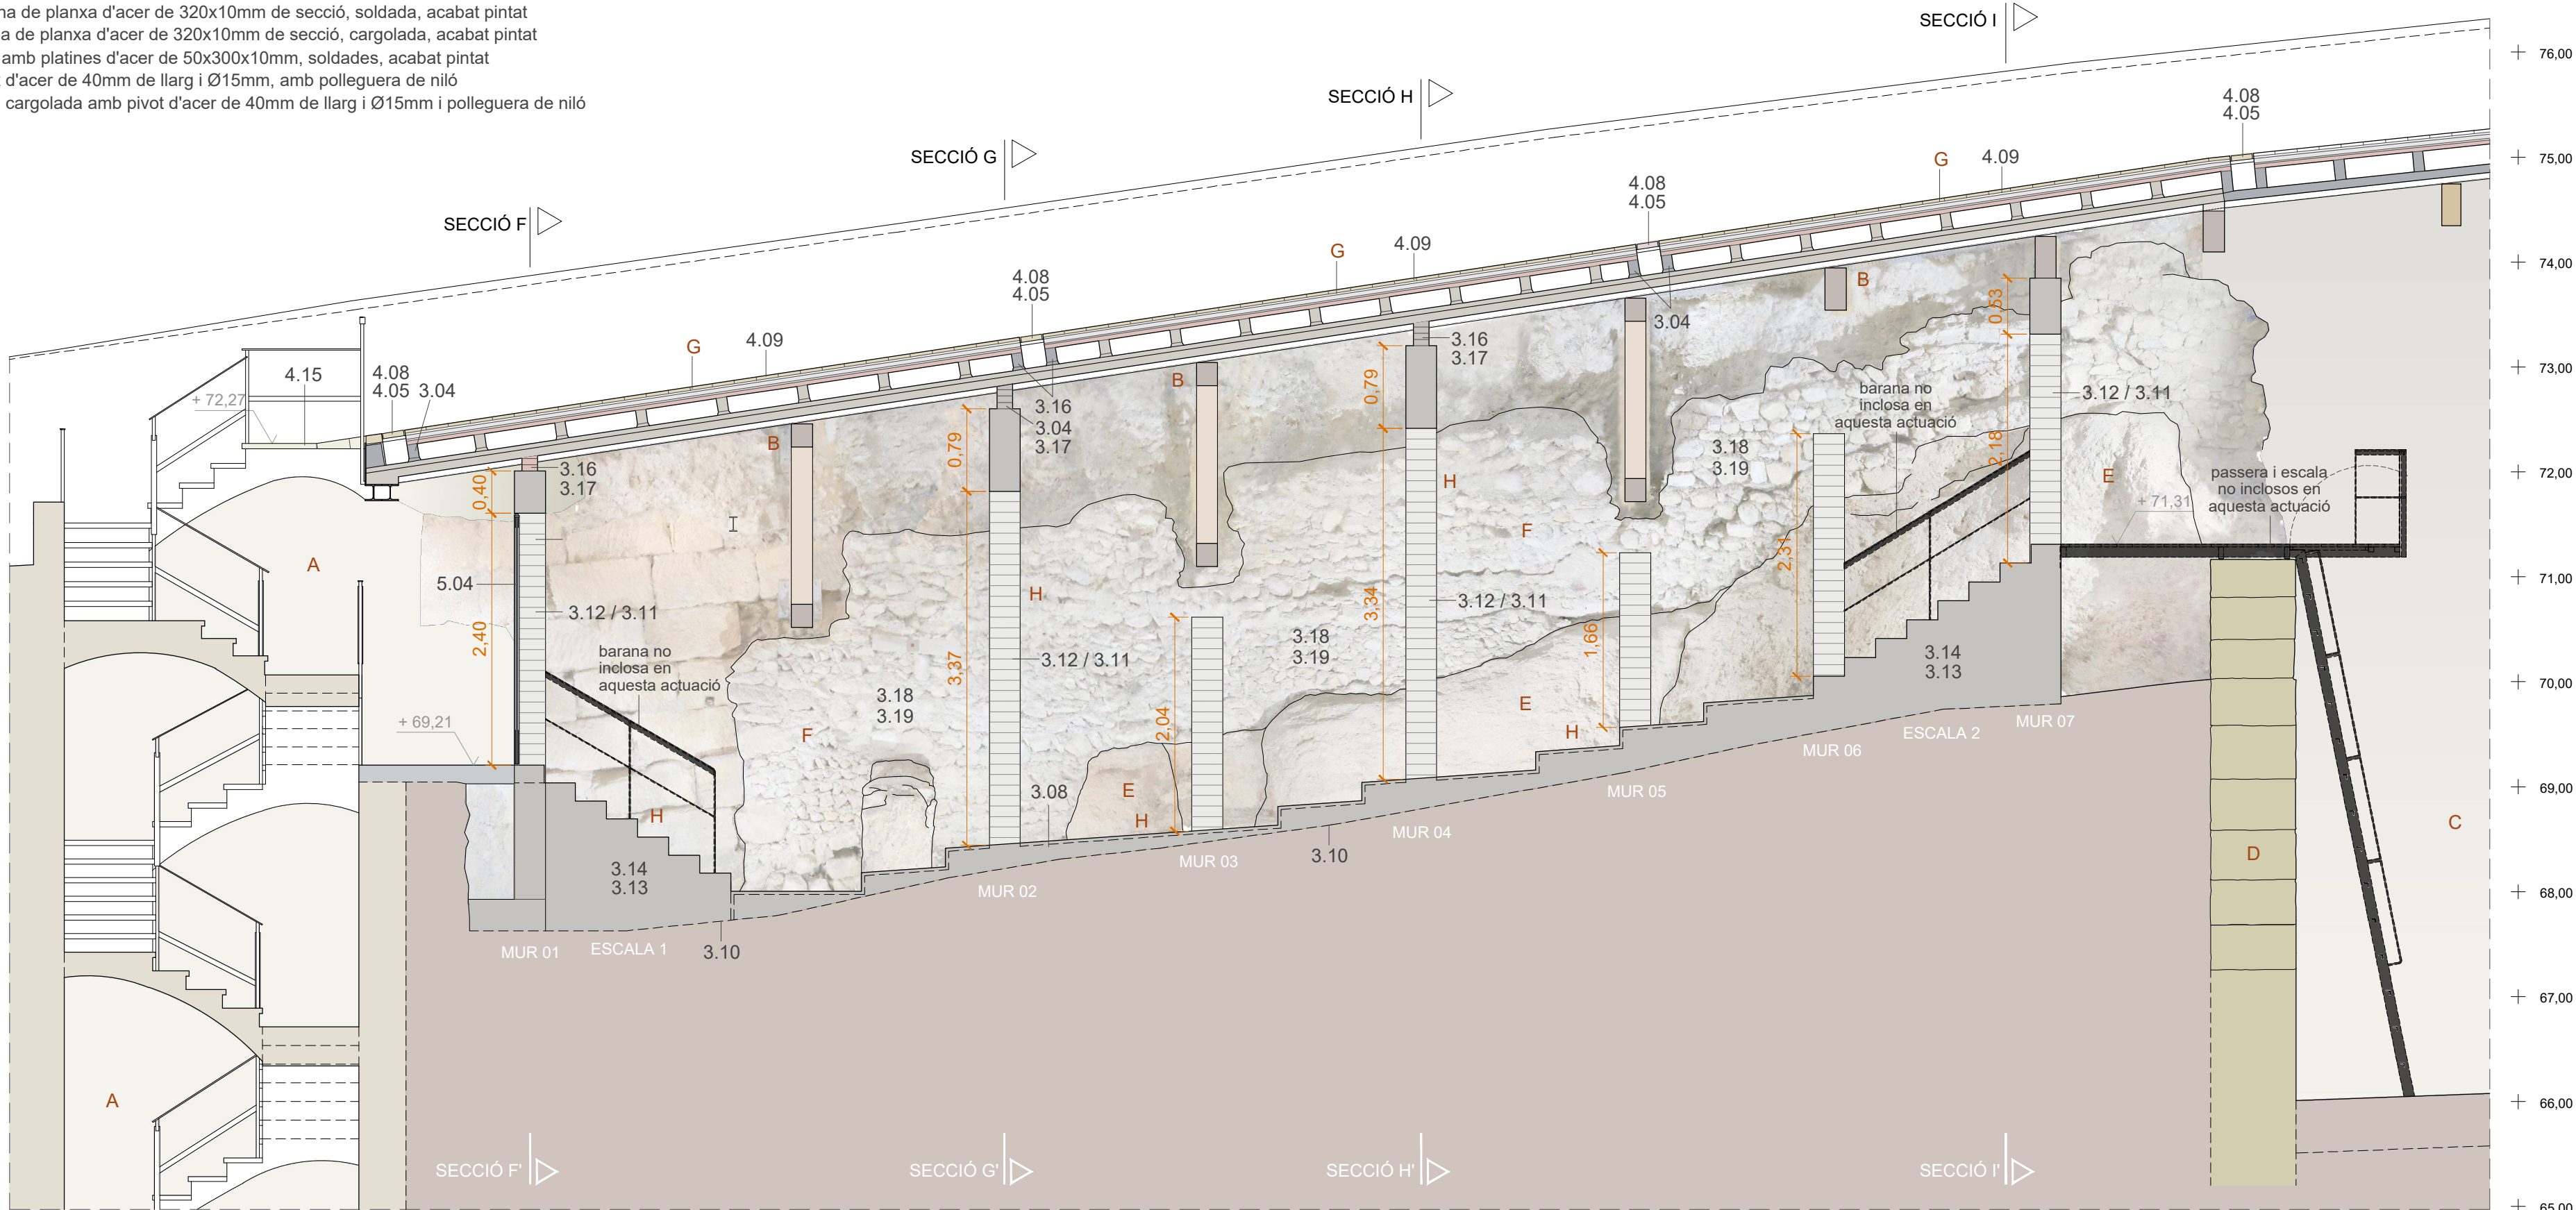 na de planxa d'acer de 320x10mm de secció, soldada, acabat pintat
a de planxa d'acer de 320x10mm de secció, cargolada, acabat pintat
amb platines d'acer de 50x300x10mm, soldades, acabat pintat
d'acer de 40mm de llarg i Ø15mm, amb polleguera de niló
cargolada amb pivot d'acer de 40mm de llarg i Ø15mm i polleguera de niló
SECCIÓ I
SECCIÓ H
SECCIÓ G
SECCIÓ F
76,00
75,00
74,00
73,00
72,00
71,00
70,00
69,00
68,00
67,00
66,00
65,00
4.08
4.05
G
4.09
4.08
4.05
G
4.09
4.08
4.05
G
4.09
4.08
4.05
3.04
4.15
+ 72,27
B
B
B
3.04
3.16
3.17
3.16
3.04
3.17
3.16
3.17
0,40
0,79
0,79
0,53
3.12 / 3.11
barana no
inclosa en
aquesta actuació
3.18
3.19
2,18
E
+ 71,31
passera i escala
no inclosos en
aquesta actuació
I
H
F
2,31
A
5.04
3.12 / 3.11
H
3.12 / 3.11
3,34
1,66
2,40
barana no
inclosa en
aquesta actuació
3,37
3.12 / 3.11
3.18
3.19
3.14
3.13
3.18
3.19
2,04
E
H
+ 69,21
F
MUR 07
ESCALA 2
MUR 06
3.08
E
H
MUR 05
H
C
MUR 04
D
3.10
MUR 03
3.14
3.13
MUR 02
MUR 01
ESCALA 1
3.10
A
SECCIÓ F'
SECCIÓ G'
SECCIÓ H'
SECCIÓ I'